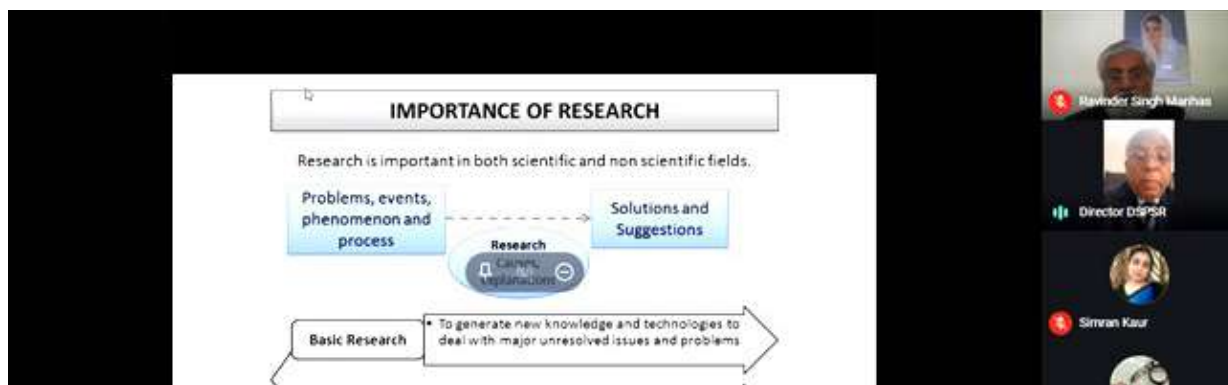 IMPORTANCE OF RESEARCH
Research is important in both scientific and non scientific fields.
Problems, events,
phenomenon and
process
Solutions and
Suggestions
Research
Causes,
explanations
Basic Research
• To generate new knowledge and technologies to
deal with major unresolved issues and problems
Ravinder Singh Manhas
Director DSPSR
Simran Kaur